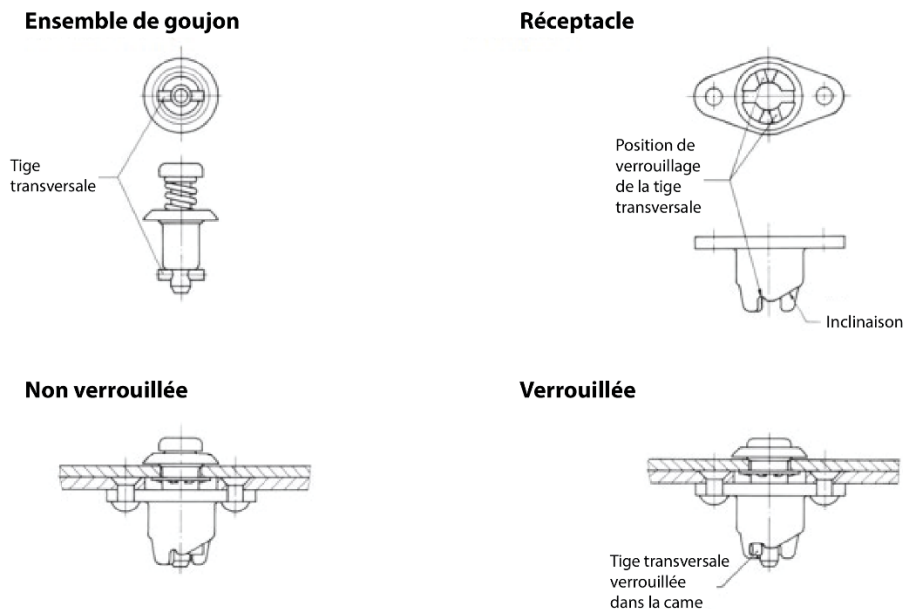 Ensemble de goujon
Réceptacle
Tige
transversale
Position de
verrouillage
de la tige
transversale
Inclinaison
Non verrouillée
Verrouillée
Tige transversale
verrouillée
dans la came